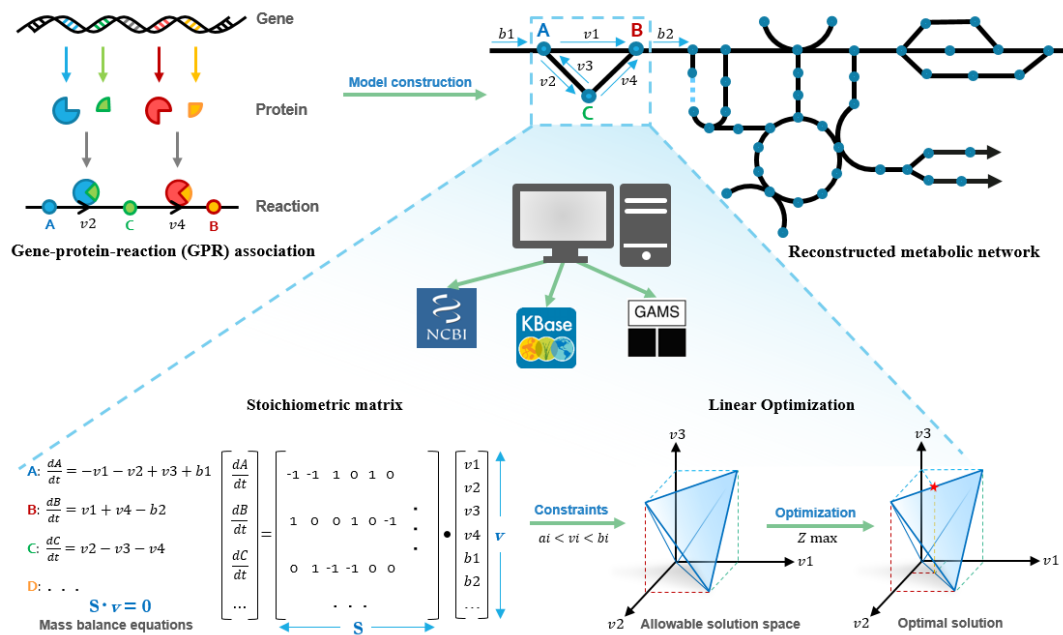 Gene
Protein
Reaction
A
v2
C
v4
B
Gene-protein-reaction (GPR) association
Model construction
b1
A
v1
B
b2
v2
v3
v4
C
Reconstructed metabolic network
NCBI
KBase
GAMS
Stoichiometric matrix
A: dA/dt = −v1 − v2 + v3 + b1
B: dB/dt = v1 + v4 − b2
C: dC/dt = v2 − v3 − v4
D: . . .
S · v = 0
Mass balance equations
dA/dt
dB/dt
dC/dt
...
=
-1 -1 1 0 1 0
1 0 0 1 0 -1
0 1 -1 -1 0 0
. . .
S
•
v1
v2
v3
v4
b1
b2
...
v
Linear Optimization
Constraints
ai < vi < bi
v3
v1
v2
Allowable solution space
Optimization
Z max
v3
v1
v2
Optimal solution